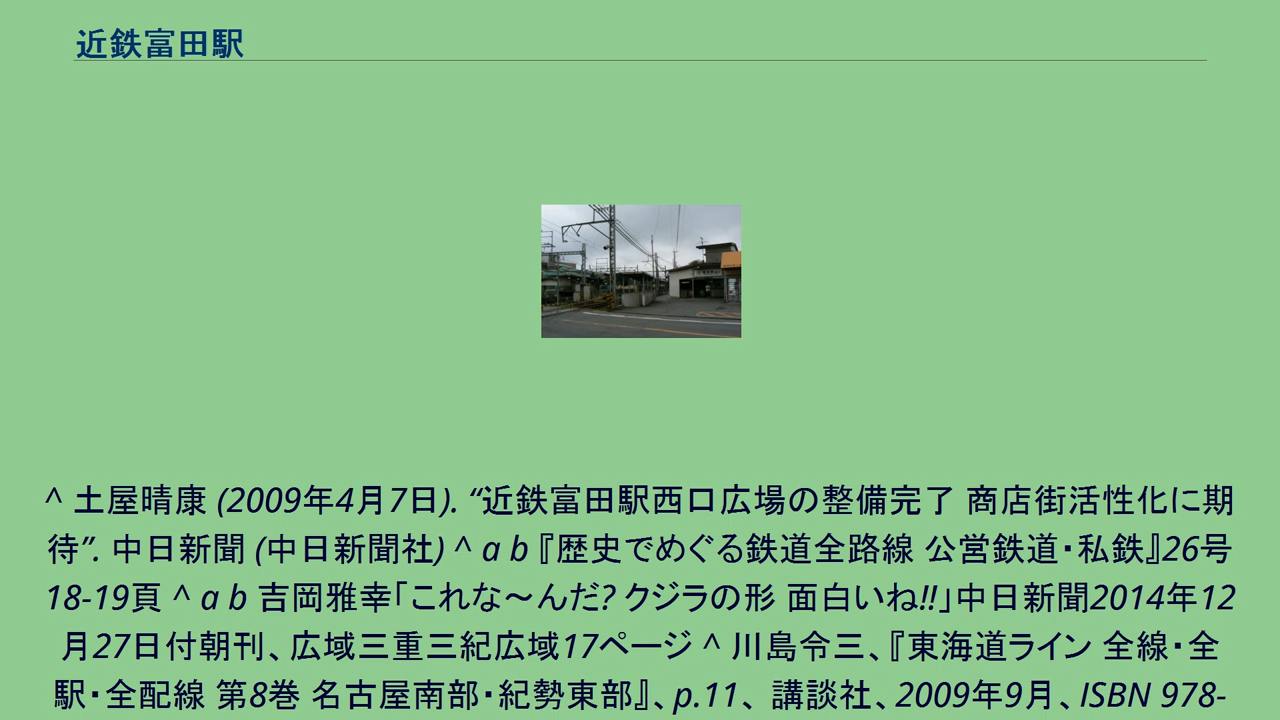 近鉄富田駅
^ 土屋晴康 (2009年4月7日). “近鉄富田駅西口広場の整備完了 商店街活性化に期
待”. 中日新聞 (中日新聞社) ^ a b 『歴史でめぐる鉄道全路線 公営鉄道・私鉄』26号
18-19頁 ^ a b 吉岡雅幸「これな〜んだ? クジラの形 面白いね!!」中日新聞2014年12
月27日付朝刊、広域三重三紀広域17ページ ^ 川島令三、『東海道ライン 全線・全
駅・全配線 第8巻 名古屋南部・紀勢東部』、p.11、 講談社、2009年9月、ISBN 978-